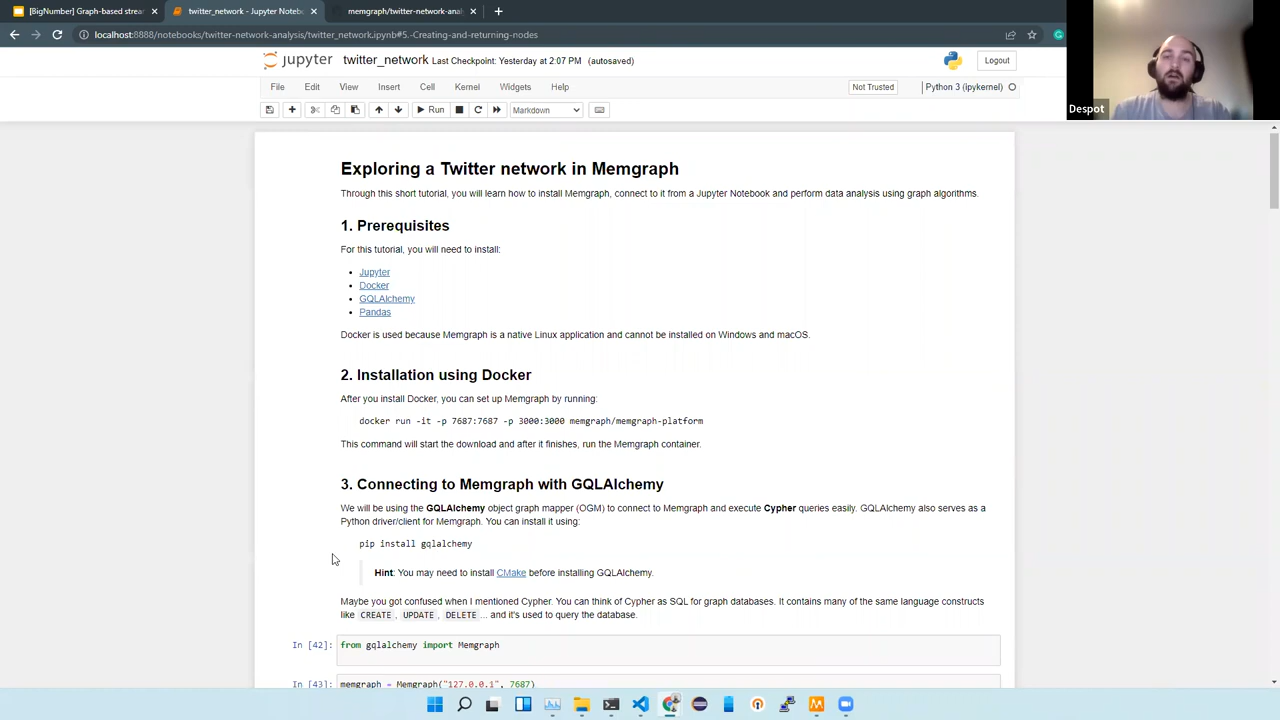 [BigNumber] Graph-based strea
twitter_network - Jupyter Notebo
memgraph/twitter-network-anal
localhost:8888/notebooks/twitter-network-analysis/twitter_network.ipynb#5.-Creating-and-returning-nodes
jupyter twitter_network Last Checkpoint: Yesterday at 2:07 PM (autosaved)
Logout
File Edit View Insert Cell Kernel Widgets Help
Not Trusted
Python 3 (ipykernel)
Run
Markdown
Despot
Exploring a Twitter network in Memgraph
Through this short tutorial, you will learn how to install Memgraph, connect to it from a Jupyter Notebook and perform data analysis using graph algorithms.
1. Prerequisites
For this tutorial, you will need to install:
Jupyter
Docker
GQLAlchemy
Pandas
Docker is used because Memgraph is a native Linux application and cannot be installed on Windows and macOS.
2. Installation using Docker
After you install Docker, you can set up Memgraph by running:
docker run -it -p 7687:7687 -p 3000:3000 memgraph/memgraph-platform
This command will start the download and after it finishes, run the Memgraph container.
3. Connecting to Memgraph with GQLAlchemy
We will be using the GQLAlchemy object graph mapper (OGM) to connect to Memgraph and execute Cypher queries easily. GQLAlchemy also serves as a
Python driver/client for Memgraph. You can install it using:
pip install gqlalchemy
Hint: You may need to install CMake before installing GQLAlchemy.
Maybe you got confused when I mentioned Cypher. You can think of Cypher as SQL for graph databases. It contains many of the same language constructs
like CREATE, UPDATE, DELETE ... and it's used to query the database.
In [42]: from gqlalchemy import Memgraph
In [43]: memgraph = Memgraph("127.0.0.1", 7687)